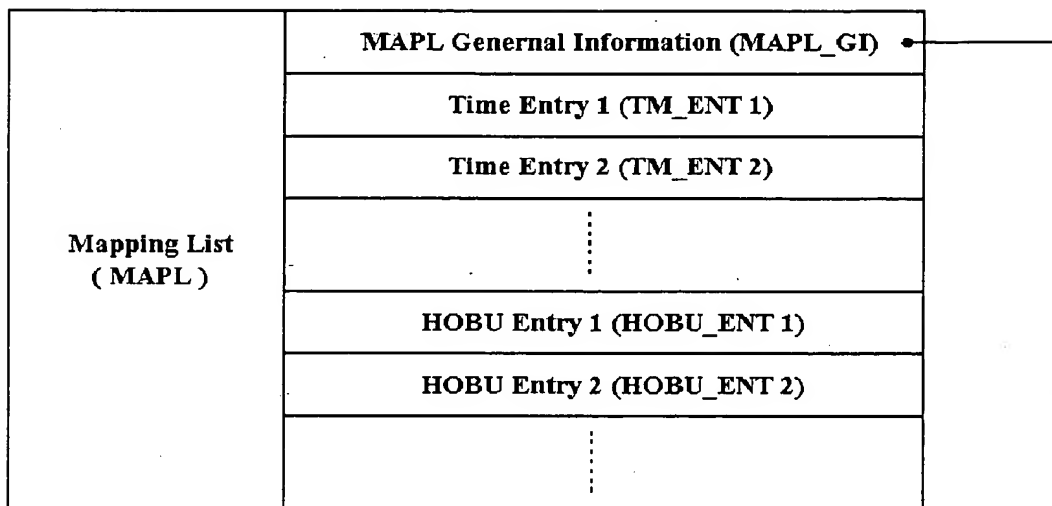 MAPL Genernal Information (MAPL_GI)
Time Entry 1 (TM_ENT 1)
Time Entry 2 (TM_ENT 2)
Mapping List
( MAPL )
HOBU Entry 1 (HOBU_ENT 1)
HOBU Entry 2 (HOBU_ENT 2)